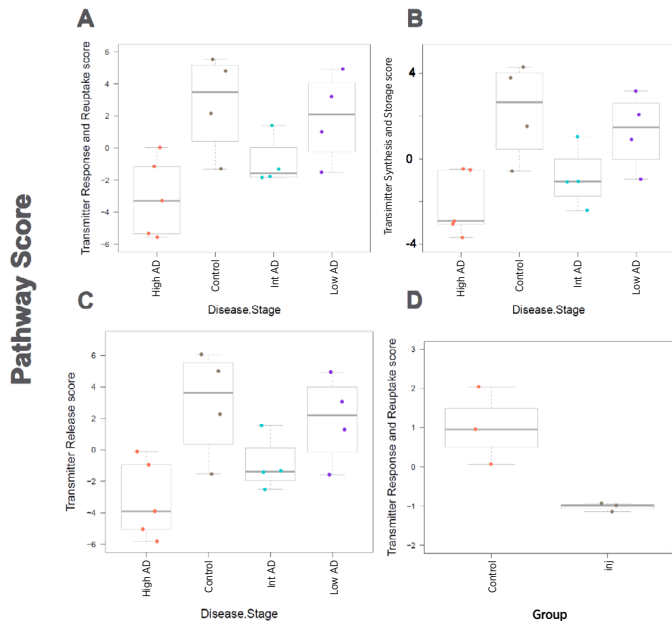 Pathway Score
A
Transmitter Response and Reuptake score
6
4
2
0
−2
−4
−6
High AD
Control
Int AD
Low AD
Disease.Stage
B
Transmitter Synthesis and Storage score
4
0
-4
High AD
Control
Int AD
Low AD
Disease.Stage
C
Transmitter Release score
6
4
2
0
−2
−4
−6
High AD
Control
Int AD
Low AD
Disease.Stage
D
Transmitter Response and Reuptake score
3
2
1
0
−1
−2
Control
inj
Group